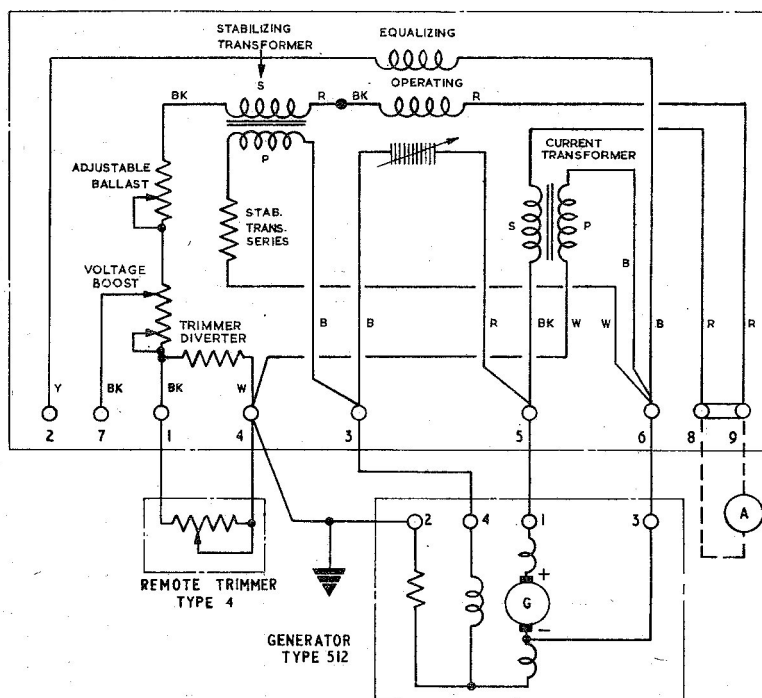 STABILIZING
TRANSFORMER
EQUALIZING
S
OPERATING
BK
R
BK
R
P
CURRENT
TRANSFORMER
ADJUSTABLE
BALLAST
STAB.
TRANS.
SERIES
S
P
VOLTAGE
BOOST
B
TRIMMER
DIVERTER
B
B
R
BK
W
W
B
R
R
Y
BK
BK
W
2
7
1
4
3
5
6
8
9
2
4
1
3
A
REMOTE TRIMMER
TYPE 4
+
G
−
GENERATOR
TYPE 512